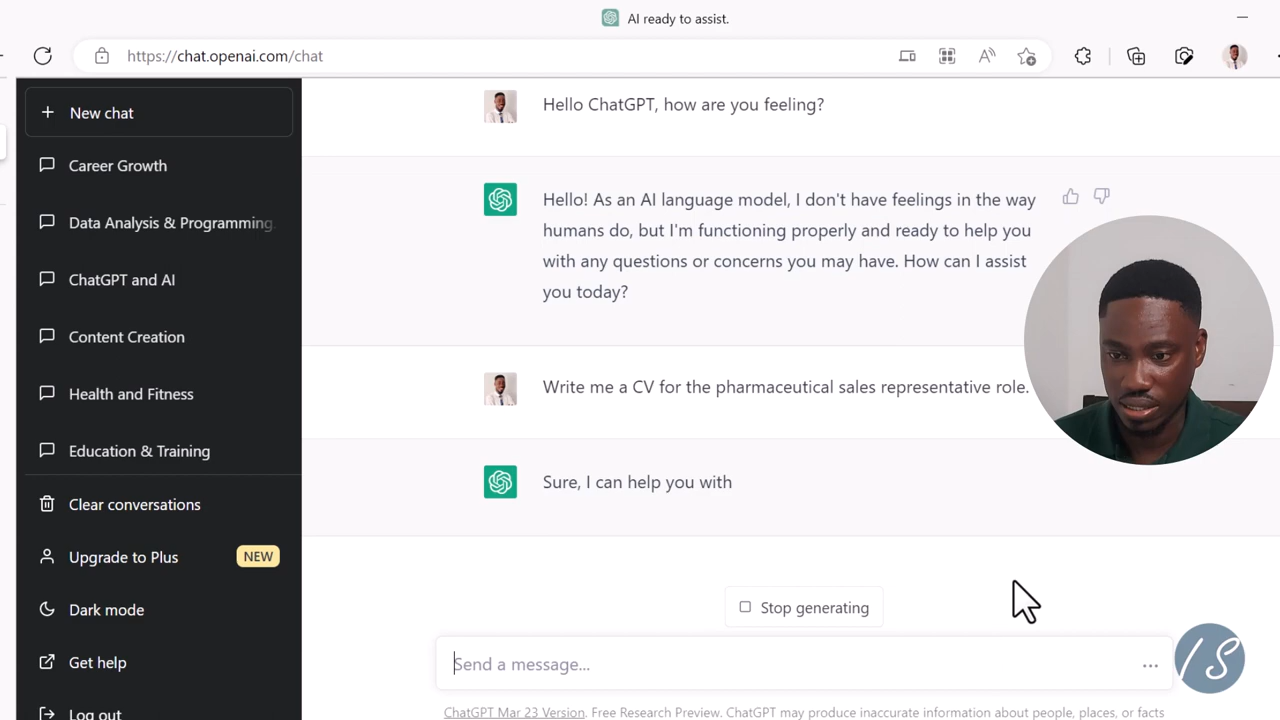 AI ready to assist.
https://chat.openai.com/chat
New chat
Career Growth
Data Analysis & Programming
ChatGPT and AI
Content Creation
Health and Fitness
Education & Training
Clear conversations
Upgrade to Plus NEW
Dark mode
Get help
Log out
Hello ChatGPT, how are you feeling?
Hello! As an AI language model, I don't have feelings in the way
humans do, but I'm functioning properly and ready to help you
with any questions or concerns you may have. How can I assist
you today?
Write me a CV for the pharmaceutical sales representative role.
Sure, I can help you with
Stop generating
Send a message...
ChatGPT Mar 23 Version. Free Research Preview. ChatGPT may produce inaccurate information about people, places, or facts